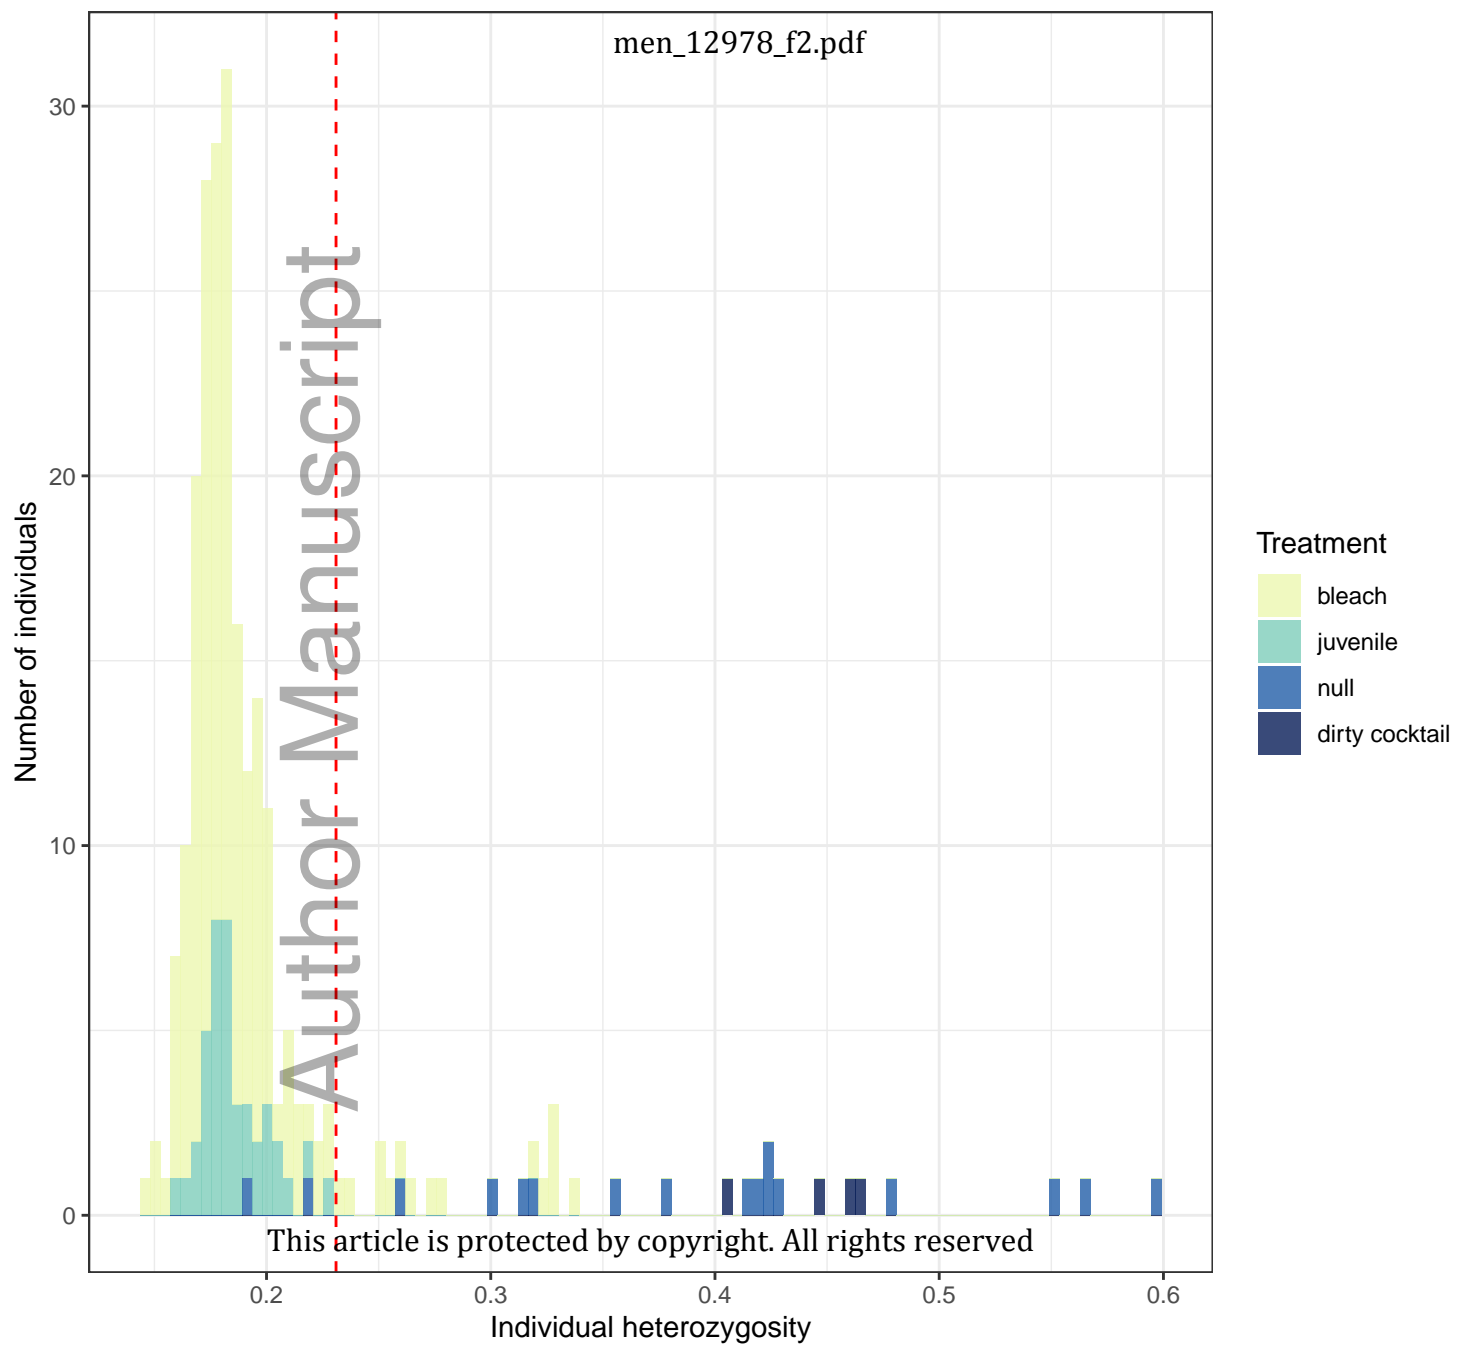 men_12978_f2.pdf
30
20
10
0
Number of individuals
Author Manuscript
This article is protected by copyright. All rights reserved
0.2
0.3
0.4
0.5
0.6
Individual heterozygosity
Treatment
bleach
juvenile
null
dirty cocktail